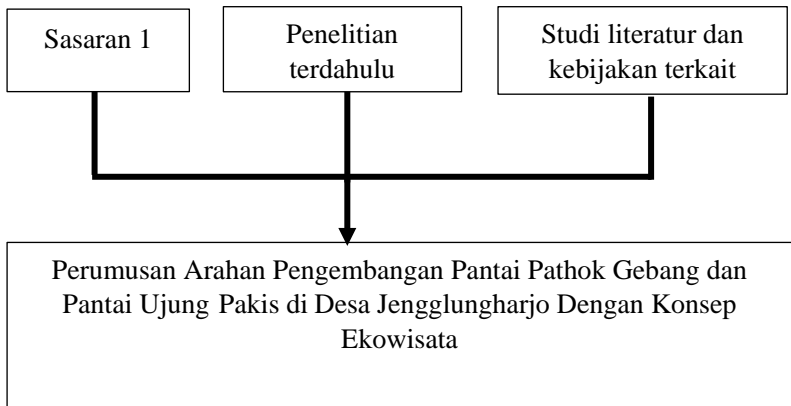 Sasaran 1
Penelitian
terdahulu
Studi literatur dan
kebijakan terkait
Perumusan Arahan Pengembangan Pantai Pathok Gebang dan
Pantai Ujung Pakis di Desa Jengglungharjo Dengan Konsep
Ekowisata